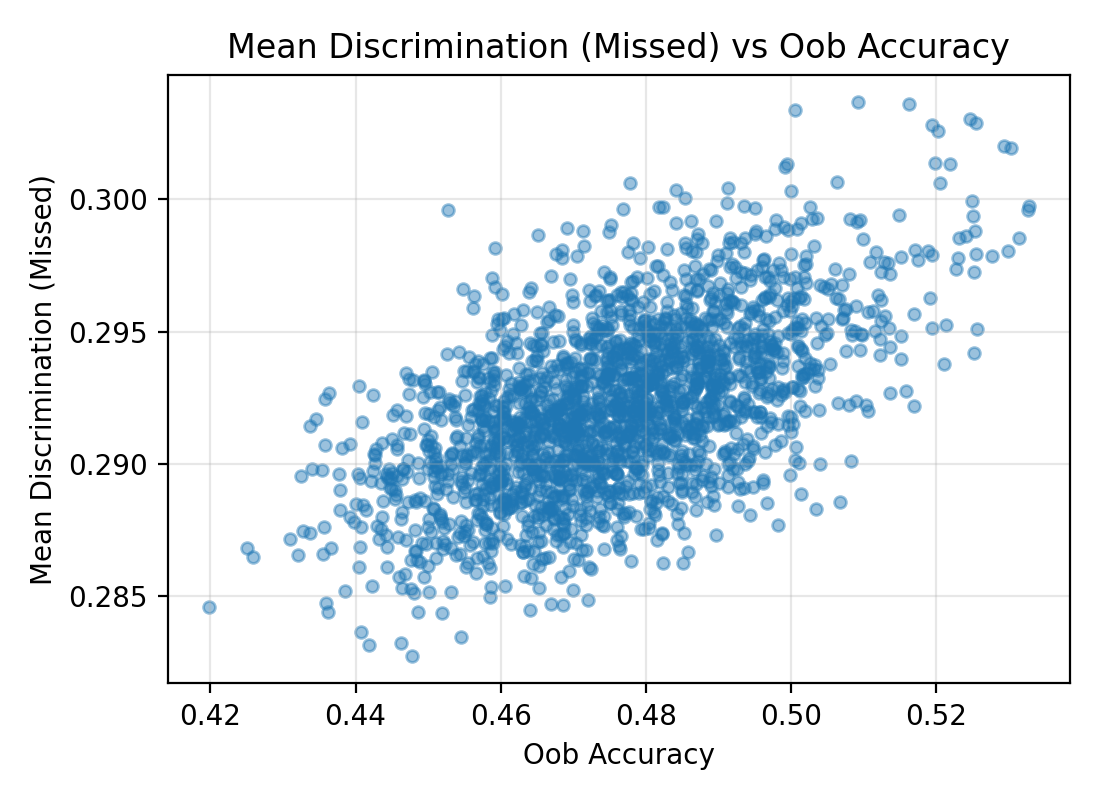 Mean Discrimination (Missed) vs Oob Accuracy
Mean Discrimination (Missed)
0.300
0.295
0.290
0.285
0.42 0.44 0.46 0.48 0.50 0.52
Oob Accuracy